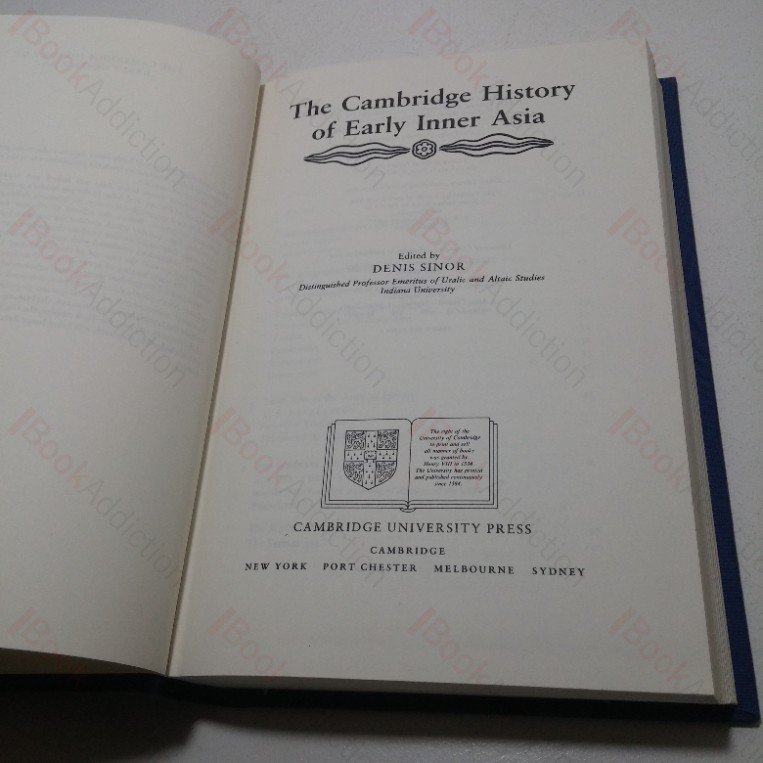 The Cambridge History
of Early Inner Asia
Edited by
DENIS SINOR
Distinguished Professor Emeritus of Uralic and Altaic Studies
Indiana University
The right of the
University of Cambridge
to print and sell
all manner of books
was granted by
Henry VIII in 1534.
The University has printed
and published continuously
since 1584.
CAMBRIDGE UNIVERSITY PRESS
CAMBRIDGE
NEW YORK PORT CHESTER MELBOURNE SYDNEY
BookAddiction